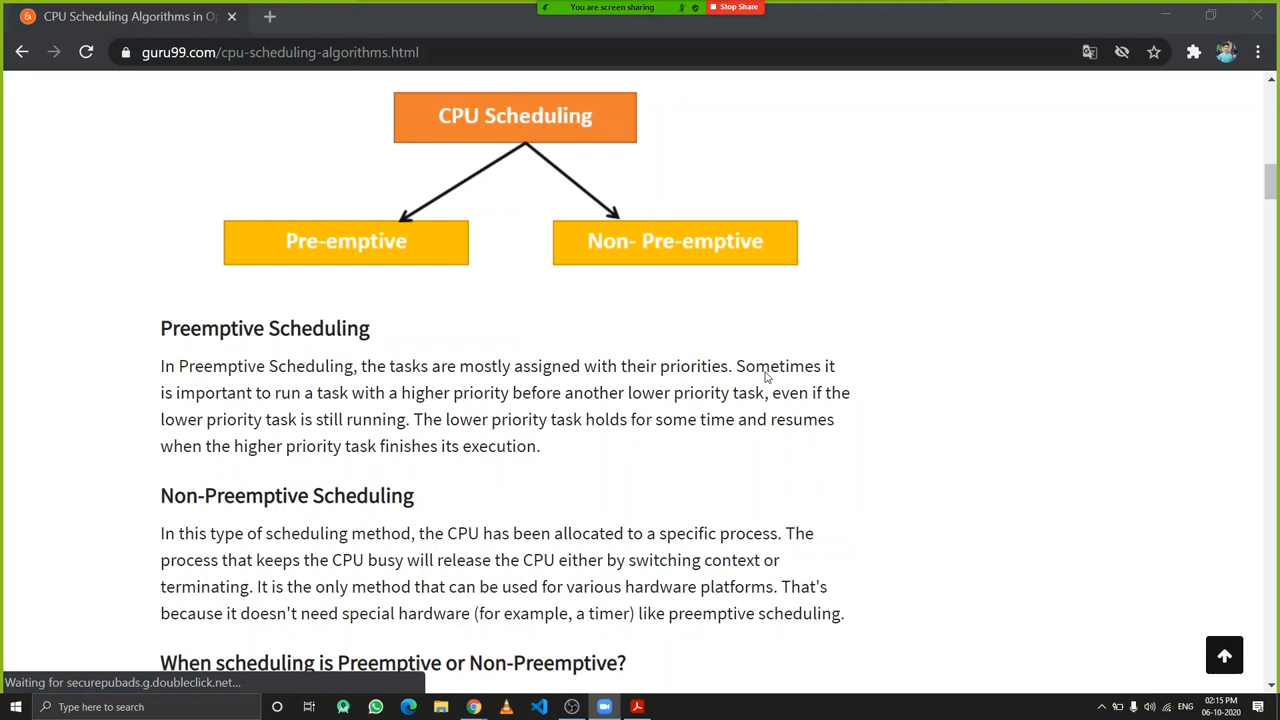 CPU Scheduling Algorithms in Op
You are screen sharing
Stop Share
guru99.com/cpu-scheduling-algorithms.html
CPU Scheduling
Pre-emptive
Non- Pre-emptive
Preemptive Scheduling
In Preemptive Scheduling, the tasks are mostly assigned with their priorities. Sometimes it
is important to run a task with a higher priority before another lower priority task, even if the
lower priority task is still running. The lower priority task holds for some time and resumes
when the higher priority task finishes its execution.
Non-Preemptive Scheduling
In this type of scheduling method, the CPU has been allocated to a specific process. The
process that keeps the CPU busy will release the CPU either by switching context or
terminating. It is the only method that can be used for various hardware platforms. That's
because it doesn't need special hardware (for example, a timer) like preemptive scheduling.
When scheduling is Preemptive or Non-Preemptive?
Waiting for securepubads.g.doubleclick.net...
Type here to search
ENG
02:15 PM
06-10-2020